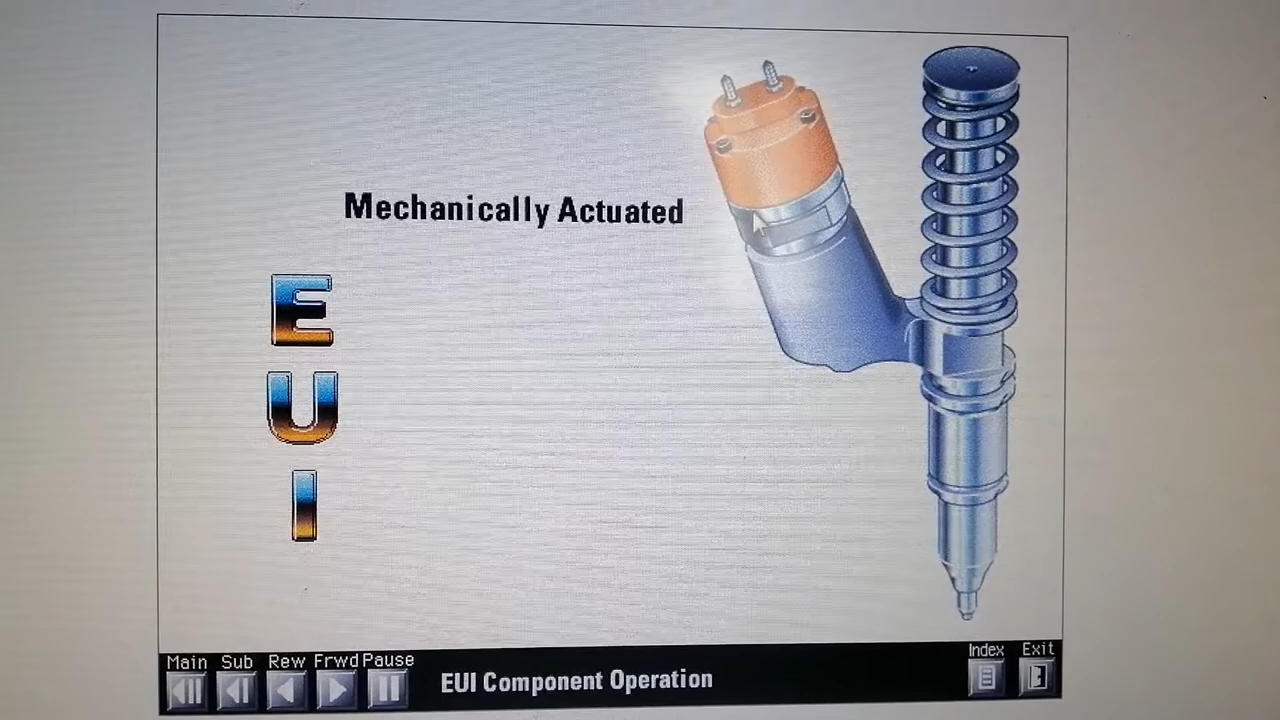 Mechanically Actuated
E
U
I
Main Sub Rew Frwd Pause
EUI Component Operation
Index Exit